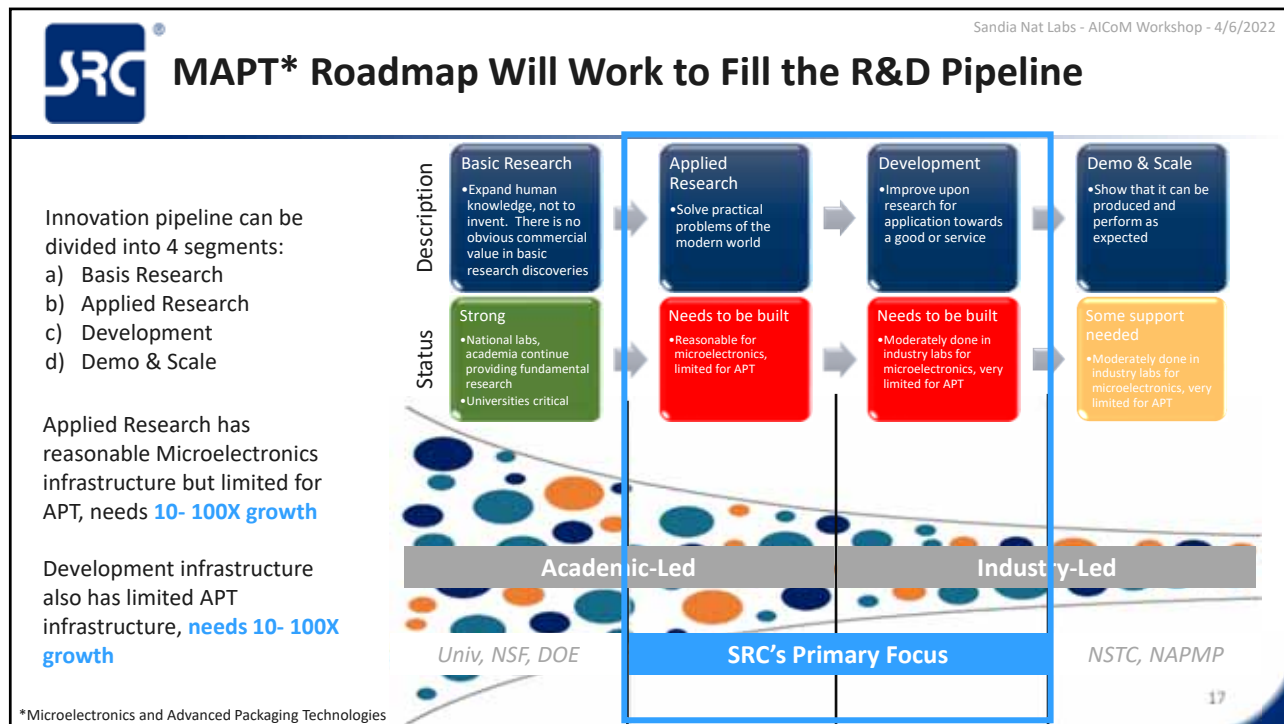 Sandia Nat Labs - AICoM Workshop - 4/6/2022
SRC
®
MAPT* Roadmap Will Work to Fill the R&D Pipeline
Innovation pipeline can be
divided into 4 segments:
a) Basis Research
b) Applied Research
c) Development
d) Demo & Scale
Applied Research has
reasonable Microelectronics
infrastructure but limited for
APT, needs 10- 100X growth
Development infrastructure
also has limited APT
infrastructure, needs 10- 100X
growth
Description
Basic Research
•Expand human
knowledge, not to
invent. There is no
obvious commercial
value in basic
research discoveries
Applied
Research
•Solve practical
problems of the
modern world
Development
•Improve upon
research for
application towards
a good or service
Demo & Scale
•Show that it can be
produced and
perform as
expected
Status
Strong
•National labs,
academia continue
providing fundamental
research
•Universities critical
Needs to be built
•Reasonable for
microelectronics,
limited for APT
Needs to be built
•Moderately done in
industry labs for
microelectronics, very
limited for APT
Some support
needed
•Moderately done in
industry labs for
microelectronics, very
limited for APT
Academic-Led
Industry-Led
Univ, NSF, DOE
SRC's Primary Focus
NSTC, NAPMP
17
*Microelectronics and Advanced Packaging Technologies